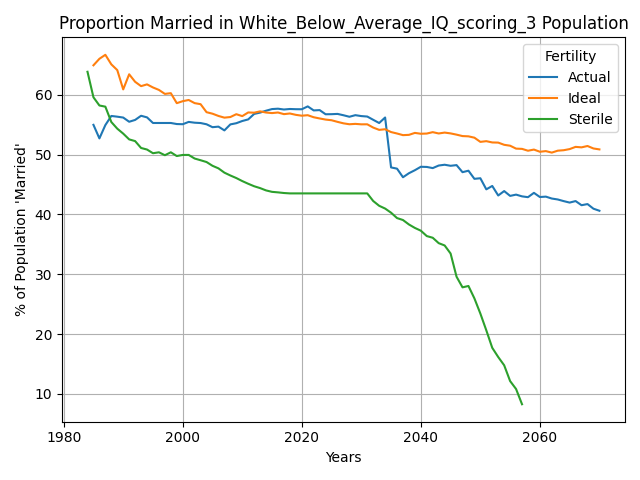 Proportion Married in White_Below_Average_IQ_scoring_3 Population
% of Population 'Married'
60
50
40
30
20
10
1980
2000
2020
2040
2060
Years
Fertility
Actual
Ideal
Sterile